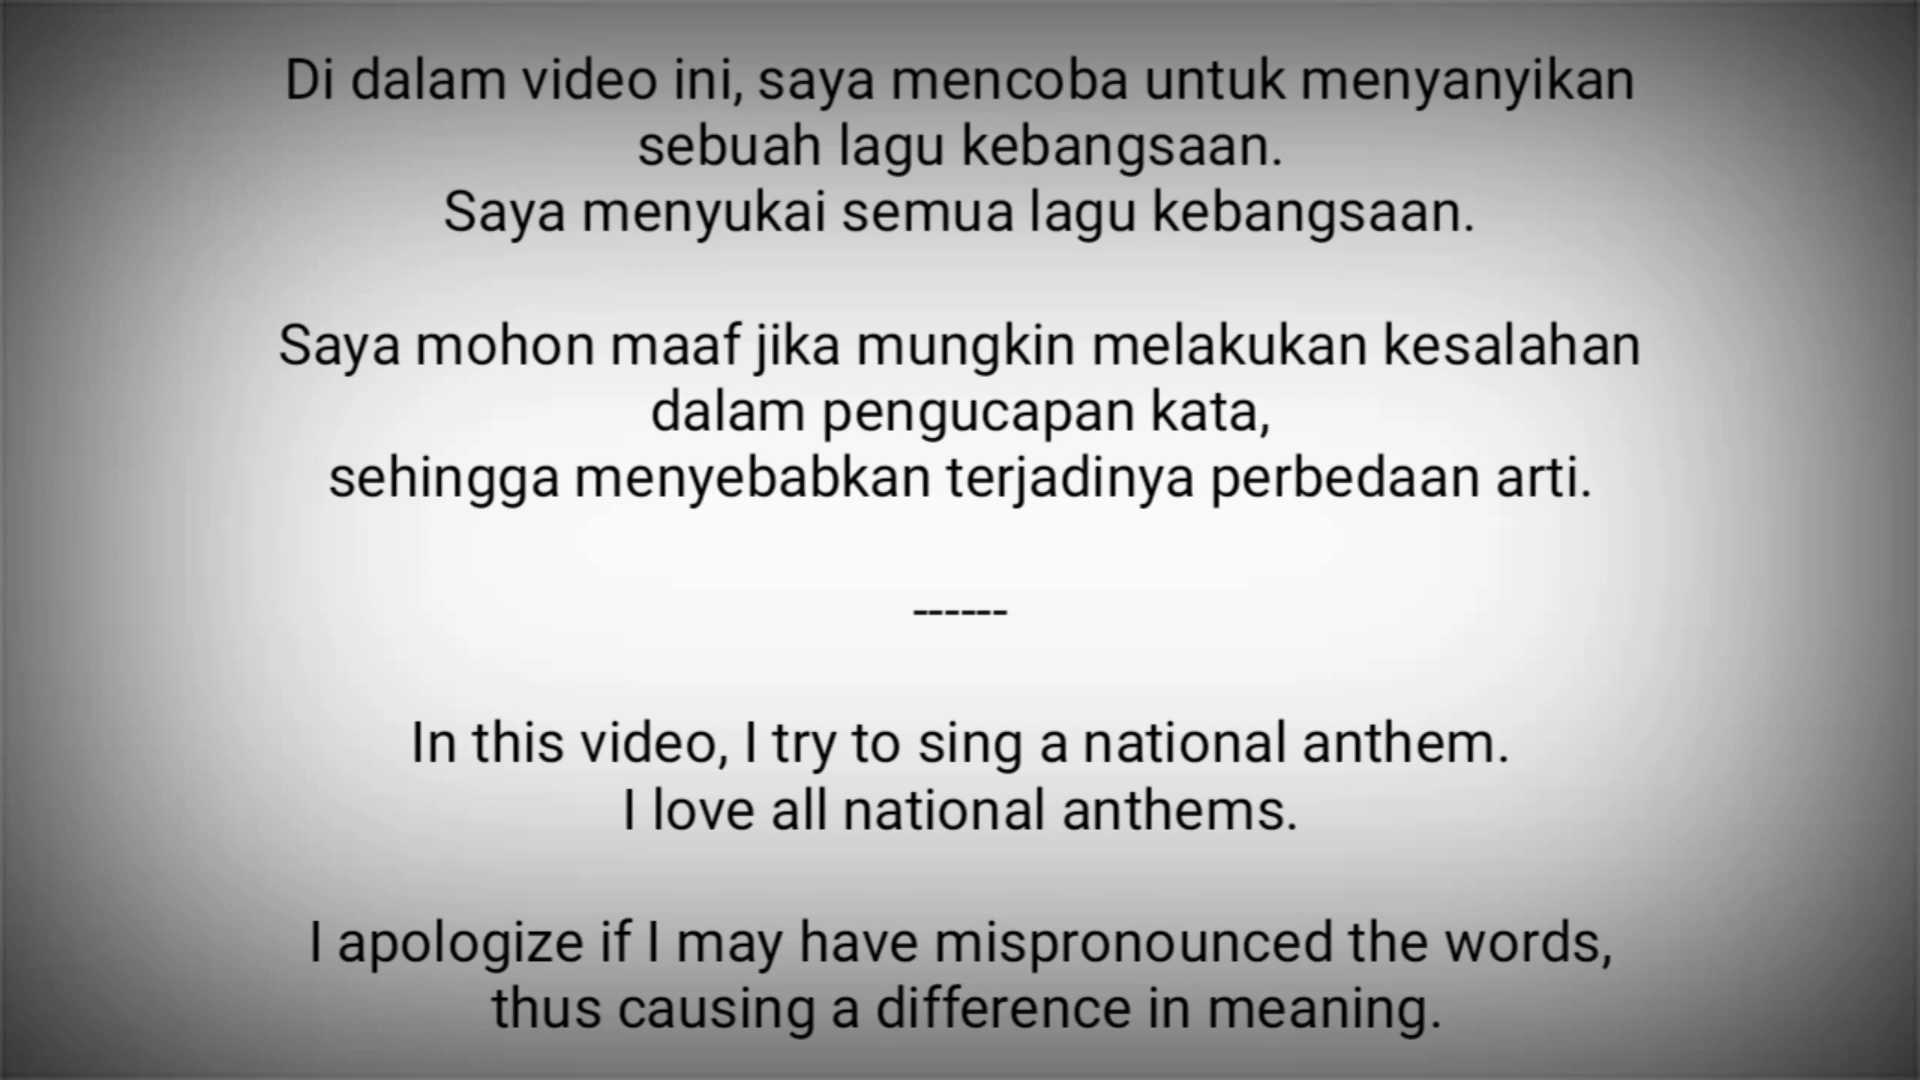 Di dalam video ini, saya mencoba untuk menyanyikan
sebuah lagu kebangsaan.
Saya menyukai semua lagu kebangsaan.
Saya mohon maaf jika mungkin melakukan kesalahan
dalam pengucapan kata,
sehingga menyebabkan terjadinya perbedaan arti.
------
In this video, I try to sing a national anthem.
I love all national anthems.
I apologize if I may have mispronounced the words,
thus causing a difference in meaning.